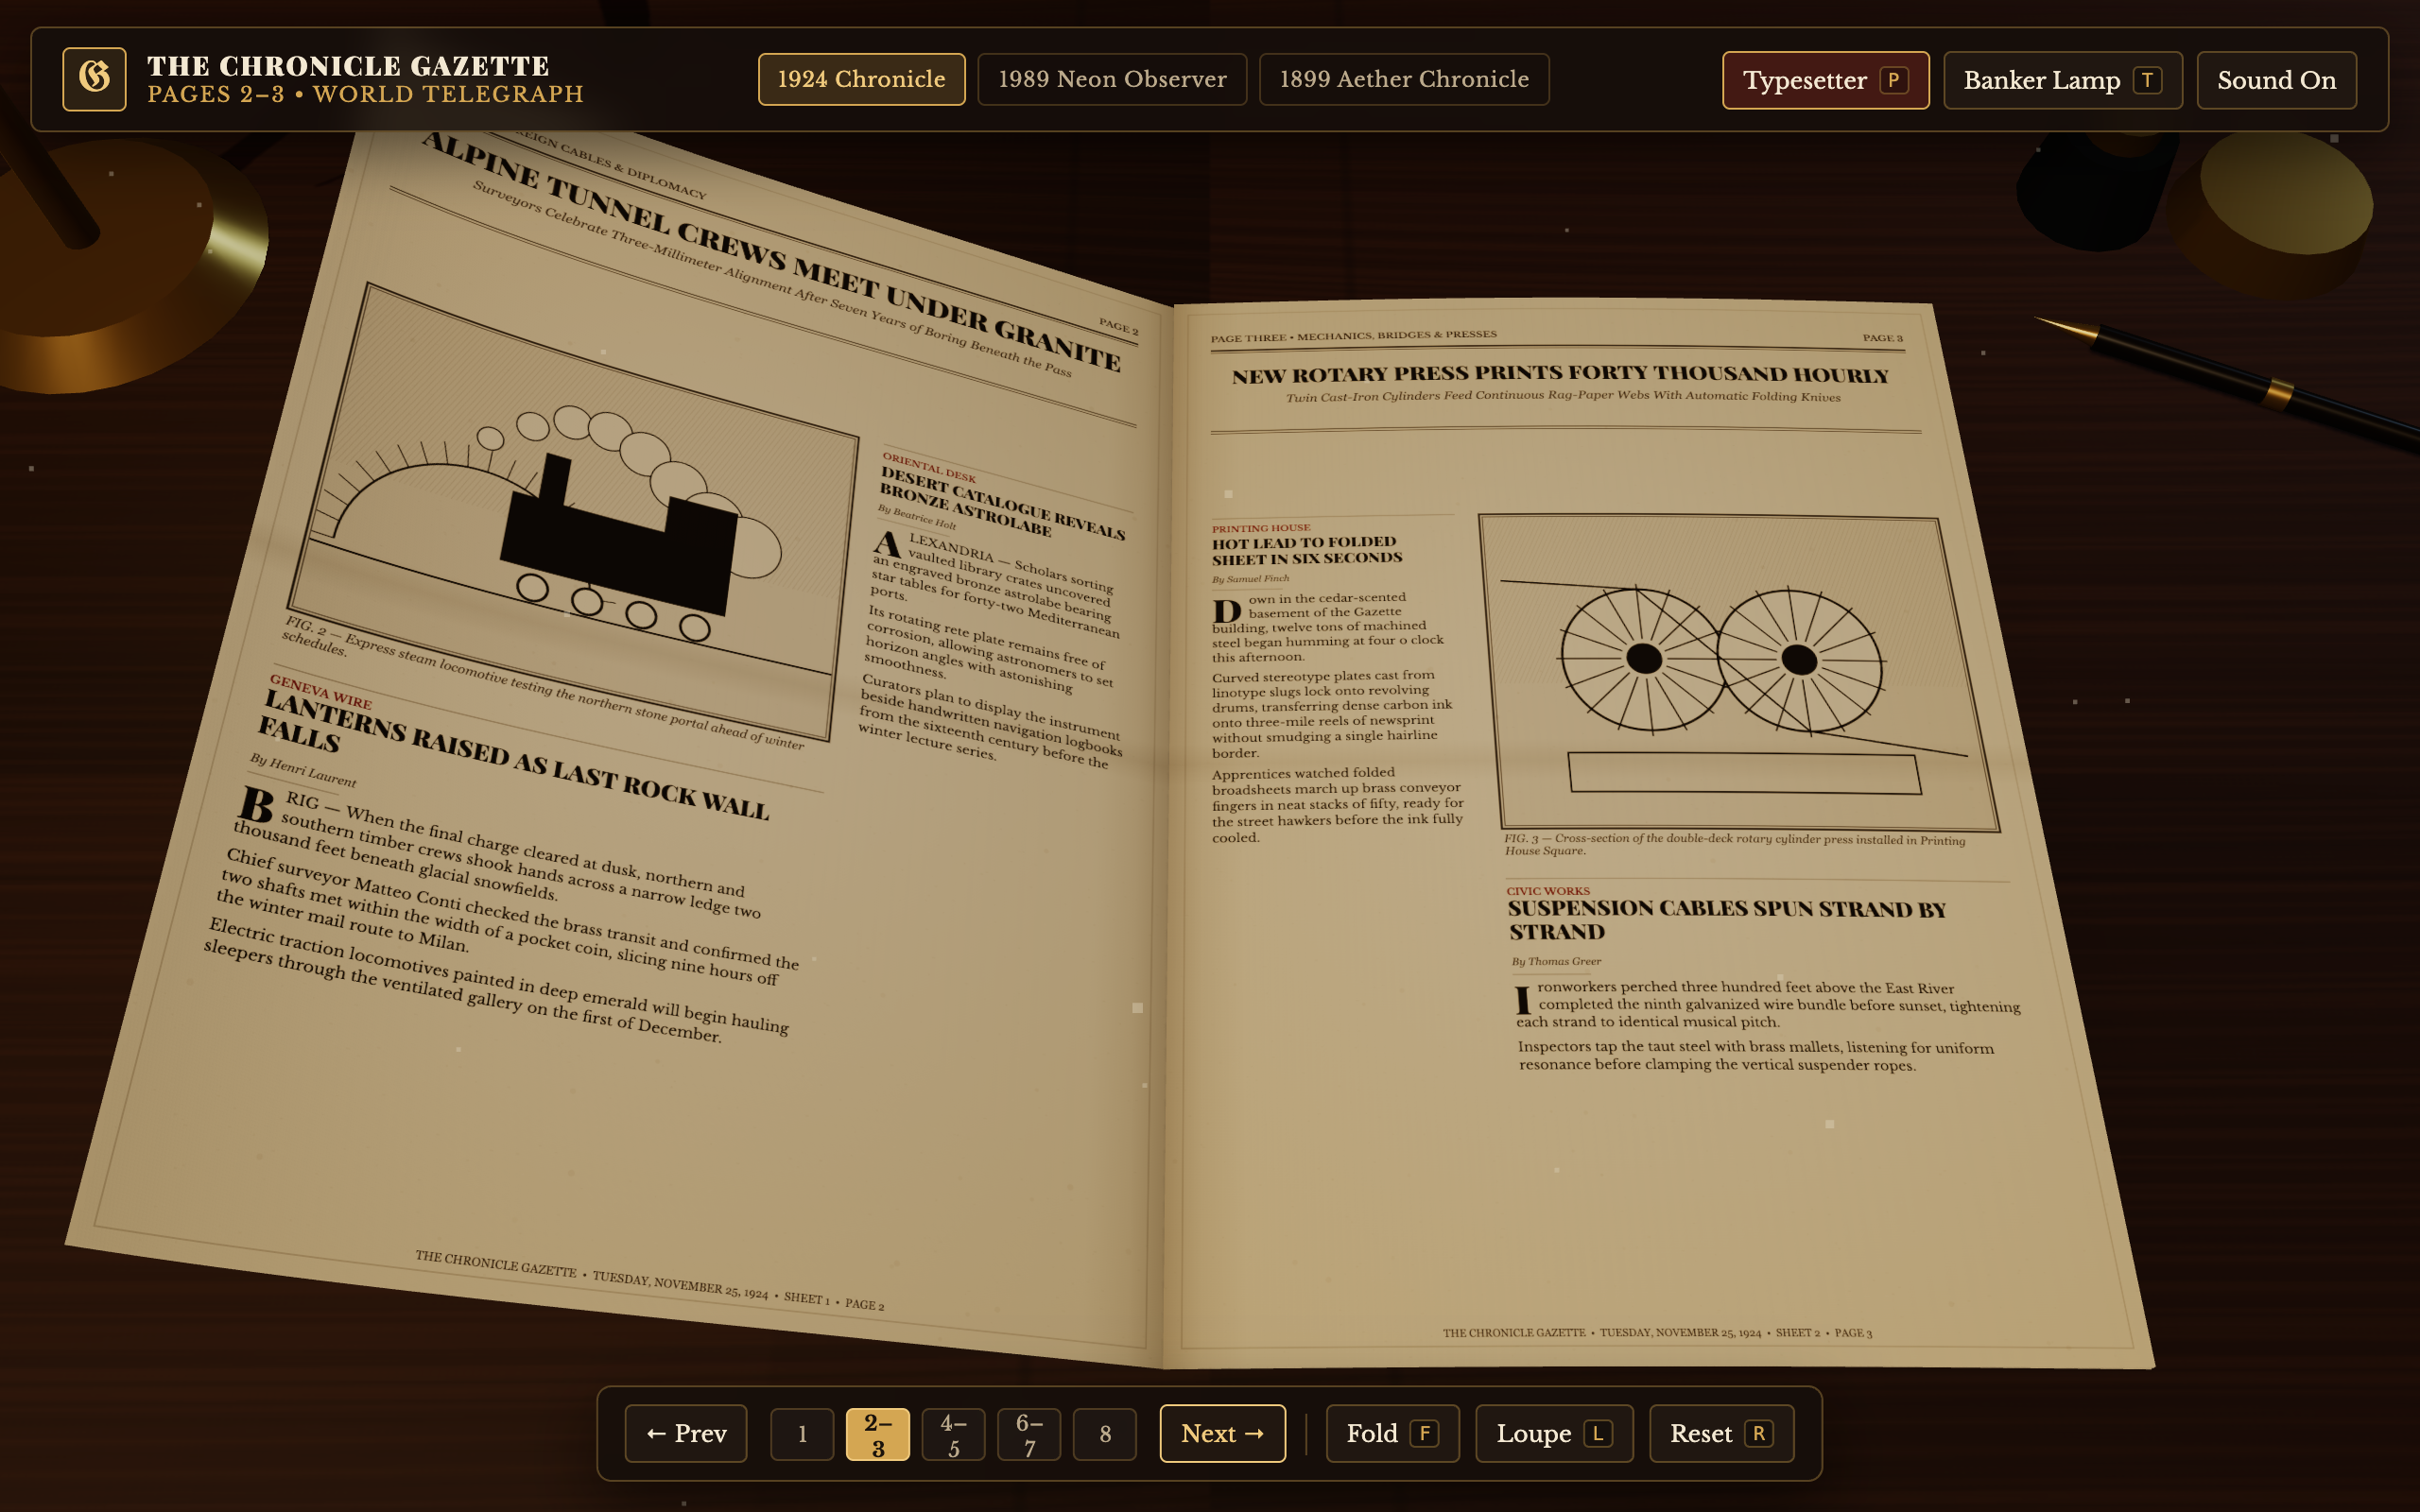 G
THE CHRONICLE GAZETTE
PAGES 2–3 • WORLD TELEGRAPH
1924 Chronicle
1989 Neon Observer
1899 Aether Chronicle
Typesetter P
Banker Lamp T
Sound On
CABLES & DIPLOMACY
PAGE 2
ALPINE TUNNEL CREWS MEET UNDER GRANITE
Surveyors Celebrate Three-Millimeter Alignment After Seven Years of Boring Beneath the Pass
FIG. 2 — Express steam locomotive testing the northern stone portal ahead of winter
schedules.
GENEVA WIRE
LANTERNS RAISED AS LAST ROCK WALL
FALLS
By Henri Laurent
BRIG — When the final charge cleared at dusk, northern and
southern timber crews shook hands across a narrow ledge two
thousand feet beneath glacial snowfields.
Chief surveyor Matteo Conti checked the brass transit and confirmed the
two shafts met within the width of a pocket coin, slicing nine hours off
the winter mail route to Milan.
Electric traction locomotives painted in deep emerald will begin hauling
sleepers through the ventilated gallery on the first of December.
ORIENTAL DESK
DESERT CATALOGUE REVEALS
BRONZE ASTROLABE
By Beatrice Holt
ALEXANDRIA — Scholars sorting
vaulted library crates uncovered
an engraved bronze astrolabe bearing
star tables for forty-two Mediterranean
ports.
Its rotating rete plate remains free of
corrosion, allowing astronomers to set
horizon angles with astonishing
smoothness.
Curators plan to display the instrument
beside handwritten navigation logbooks
from the sixteenth century before the
winter lecture series.
THE CHRONICLE GAZETTE • TUESDAY, NOVEMBER 25, 1924 • SHEET 1 • PAGE 2
PAGE THREE • MECHANICS, BRIDGES & PRESSES
PAGE 3
NEW ROTARY PRESS PRINTS FORTY THOUSAND HOURLY
Twin Cast-Iron Cylinders Feed Continuous Rag-Paper Webs With Automatic Folding Knives
PRINTING HOUSE
HOT LEAD TO FOLDED
SHEET IN SIX SECONDS
By Samuel Finch
Down in the cedar-scented
basement of the Gazette
building, twelve tons of machined
steel began humming at four o clock
this afternoon.
Curved stereotype plates cast from
linotype slugs lock onto revolving
drums, transferring dense carbon ink
onto three-mile reels of newsprint
without smudging a single hairline
border.
Apprentices watched folded
broadsheets march up brass conveyor
fingers in neat stacks of fifty, ready for
the street hawkers before the ink fully
cooled.
FIG. 3 — Cross-section of the double-deck rotary cylinder press installed in Printing
House Square.
CIVIC WORKS
SUSPENSION CABLES SPUN STRAND BY
STRAND
By Thomas Greer
Ironworkers perched three hundred feet above the East River
completed the ninth galvanized wire bundle before sunset, tightening
each strand to identical musical pitch.
Inspectors tap the taut steel with brass mallets, listening for uniform
resonance before clamping the vertical suspender ropes.
THE CHRONICLE GAZETTE • TUESDAY, NOVEMBER 25, 1924 • SHEET 2 • PAGE 3
← Prev
1
2–
3
4–
5
6–
7
8
Next →
Fold F
Loupe L
Reset R